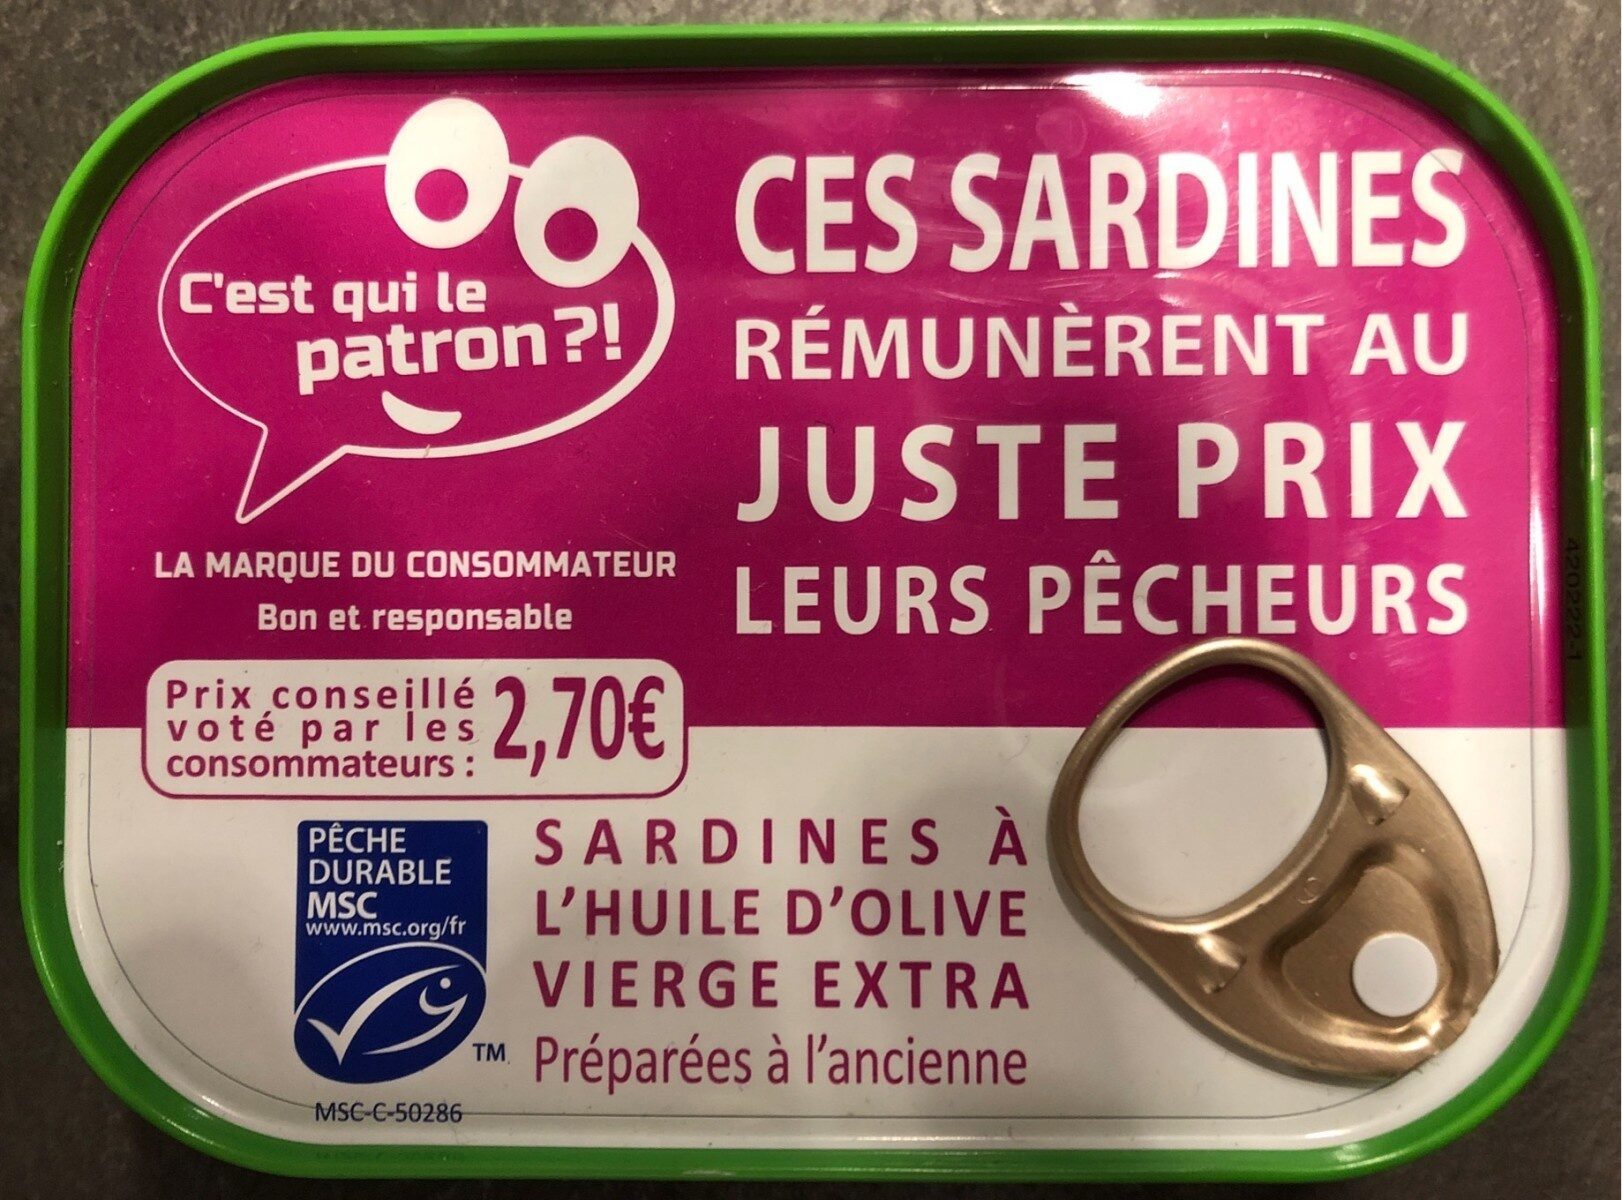 C'est qui le
patron ?!
LA MARQUE DU CONSOMMATEUR
Bon et responsable
CES SARDINES
RÉMUNÈRENT AU
JUSTE PRIX
LEURS PÊCHEURS
Prix conseillé
voté par les
consommateurs :
2,70€
PÊCHE
DURABLE
MSC
www.msc.org/fr
TM
MSC-C-50286
SARDINES À
L'HUILE D'OLIVE
VIERGE EXTRA
Préparées à l'ancienne